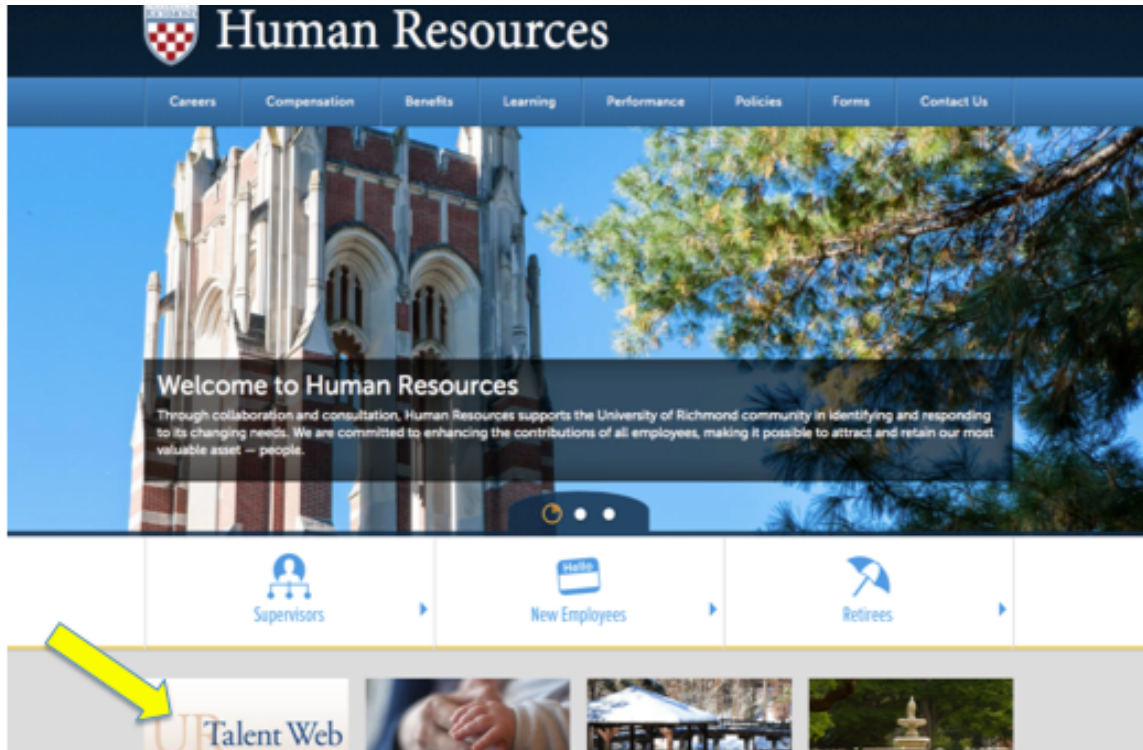 RICHMOND
Human Resources
Careers Compensation Benefits Learning Performance Policies Forms Contact Us
Welcome to Human Resources
Through collaboration and consultation, Human Resources supports the University of Richmond community in identifying and responding
to its changing needs. We are committed to enhancing the contributions of all employees, making it possible to attract and retain our most
valuable asset — people.
Hello
Supervisors New Employees Retirees
UR Talent Web